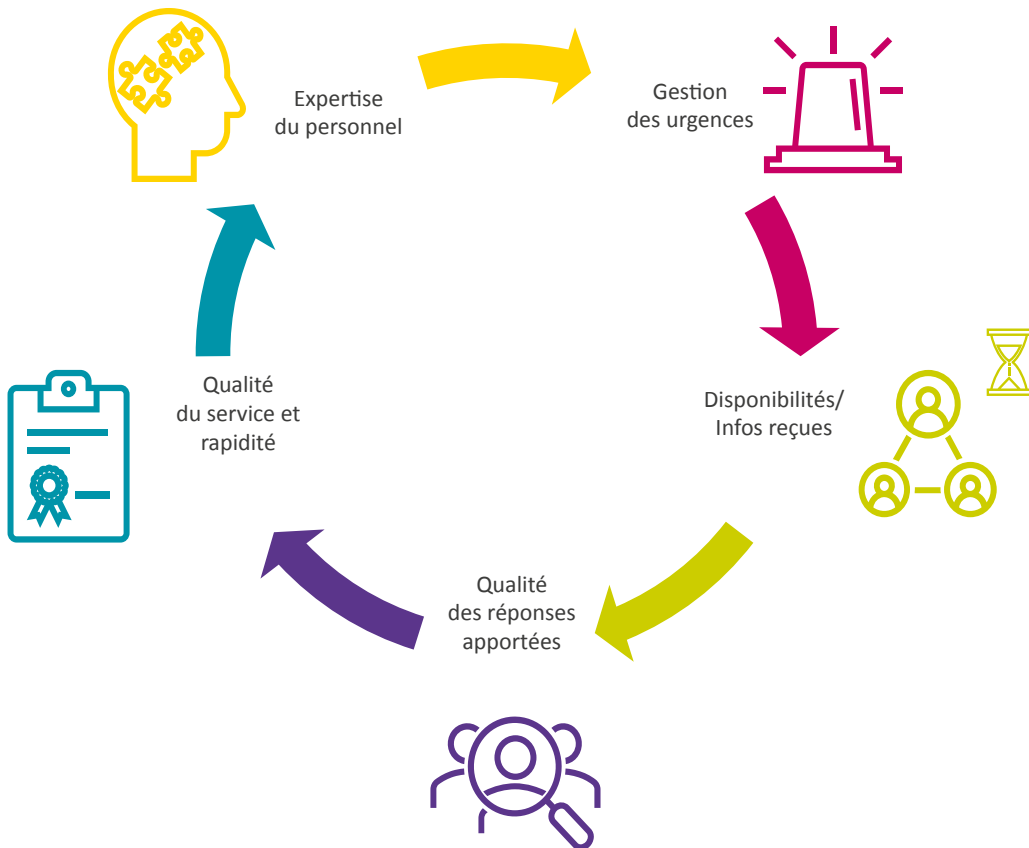 Expertise
du personnel
Gestion
des urgences
Disponibilités/
Infos reçues
Qualité
des réponses
apportées
Qualité
du service et
rapidité